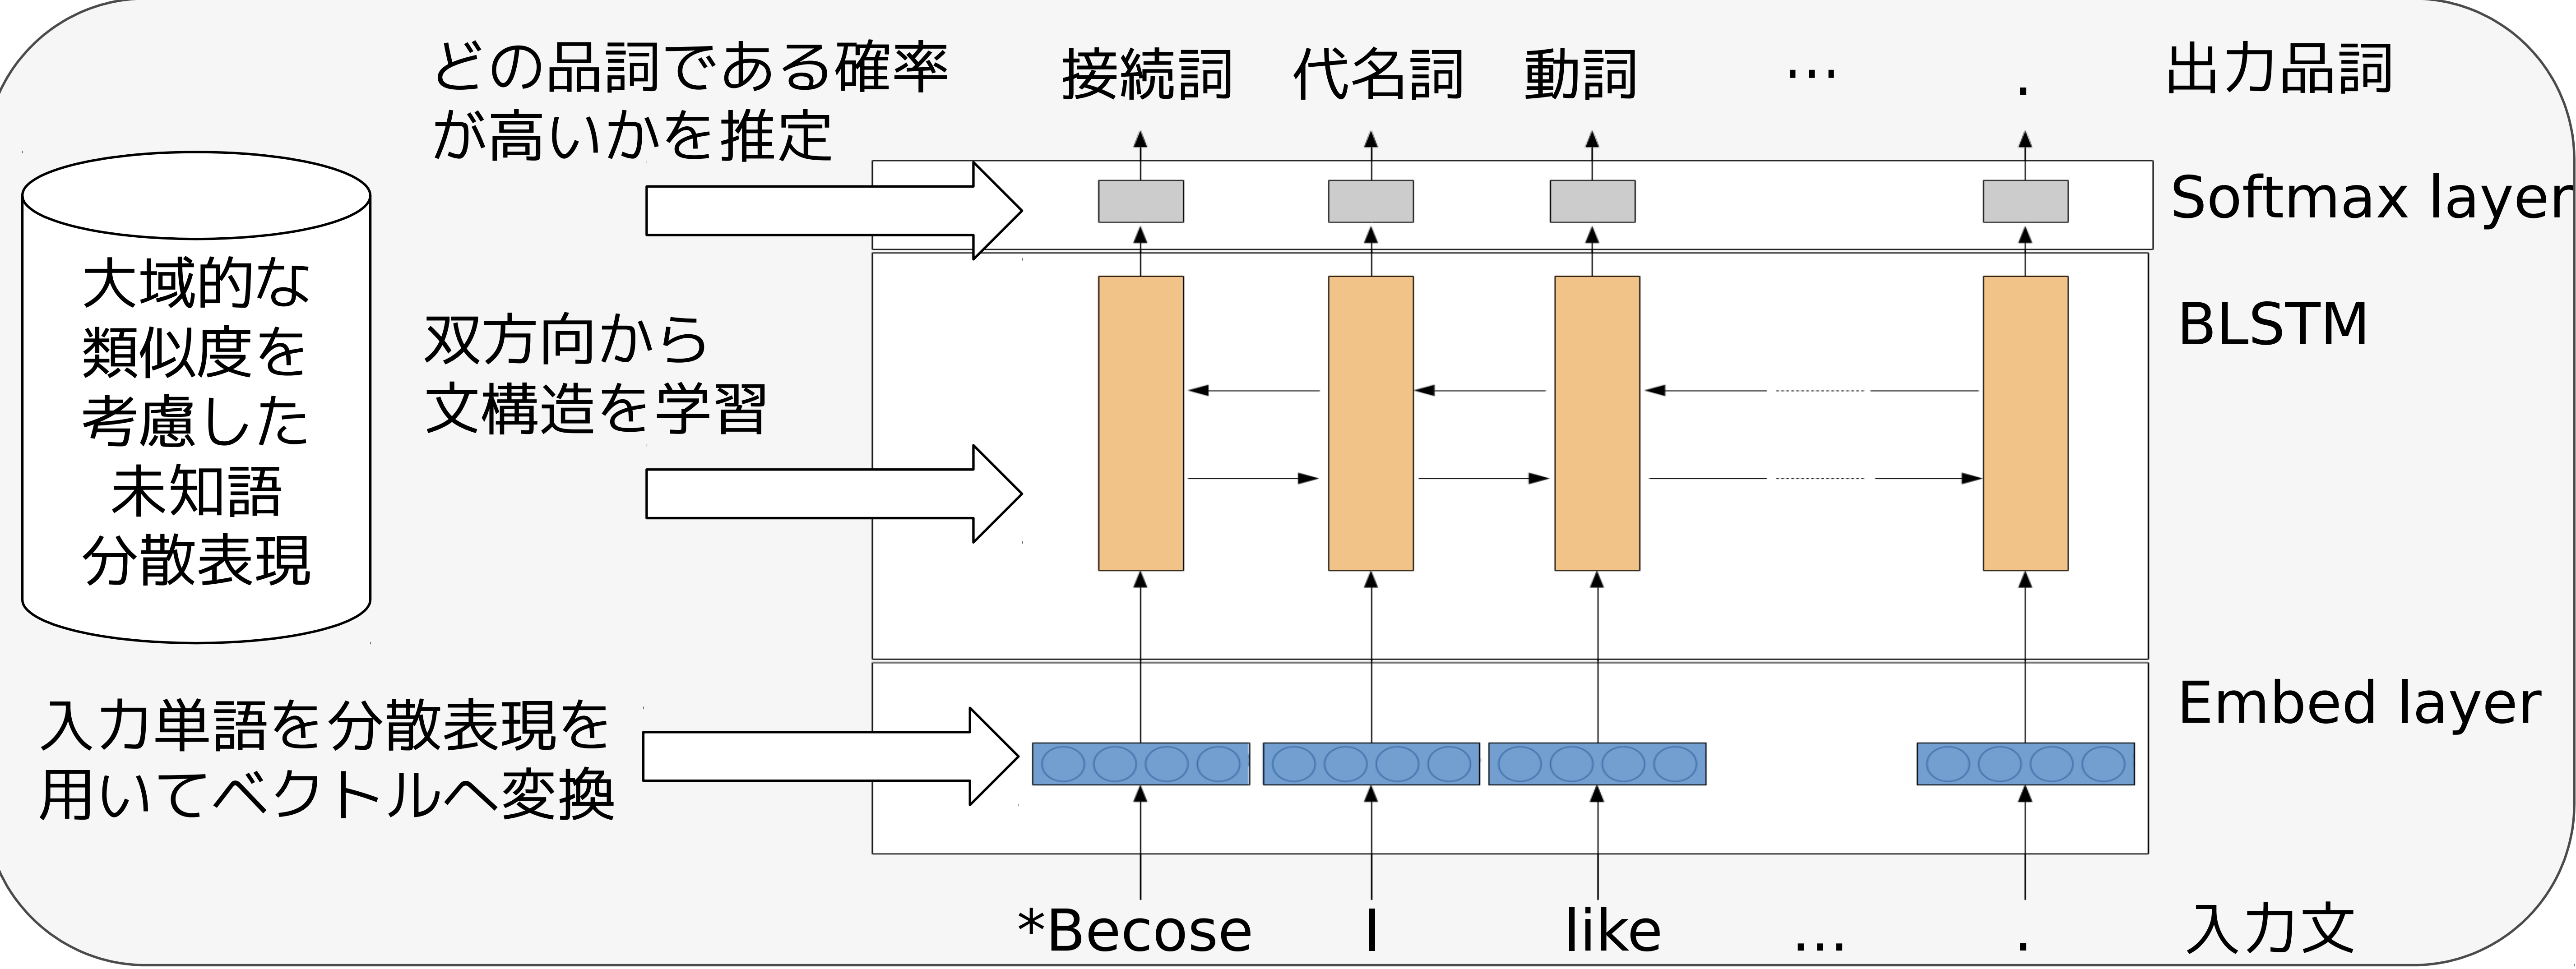 どの品詞である確率
が高いかを推定
接続詞 代名詞 動詞 … . 出力品詞
Softmax layer
大域的な
類似度を
考慮した
未知語
分散表現
双方向から
文構造を学習
BLSTM
入力単語を分散表現を
用いてベクトルへ変換
Embed layer
*Becose I like … . 入力文